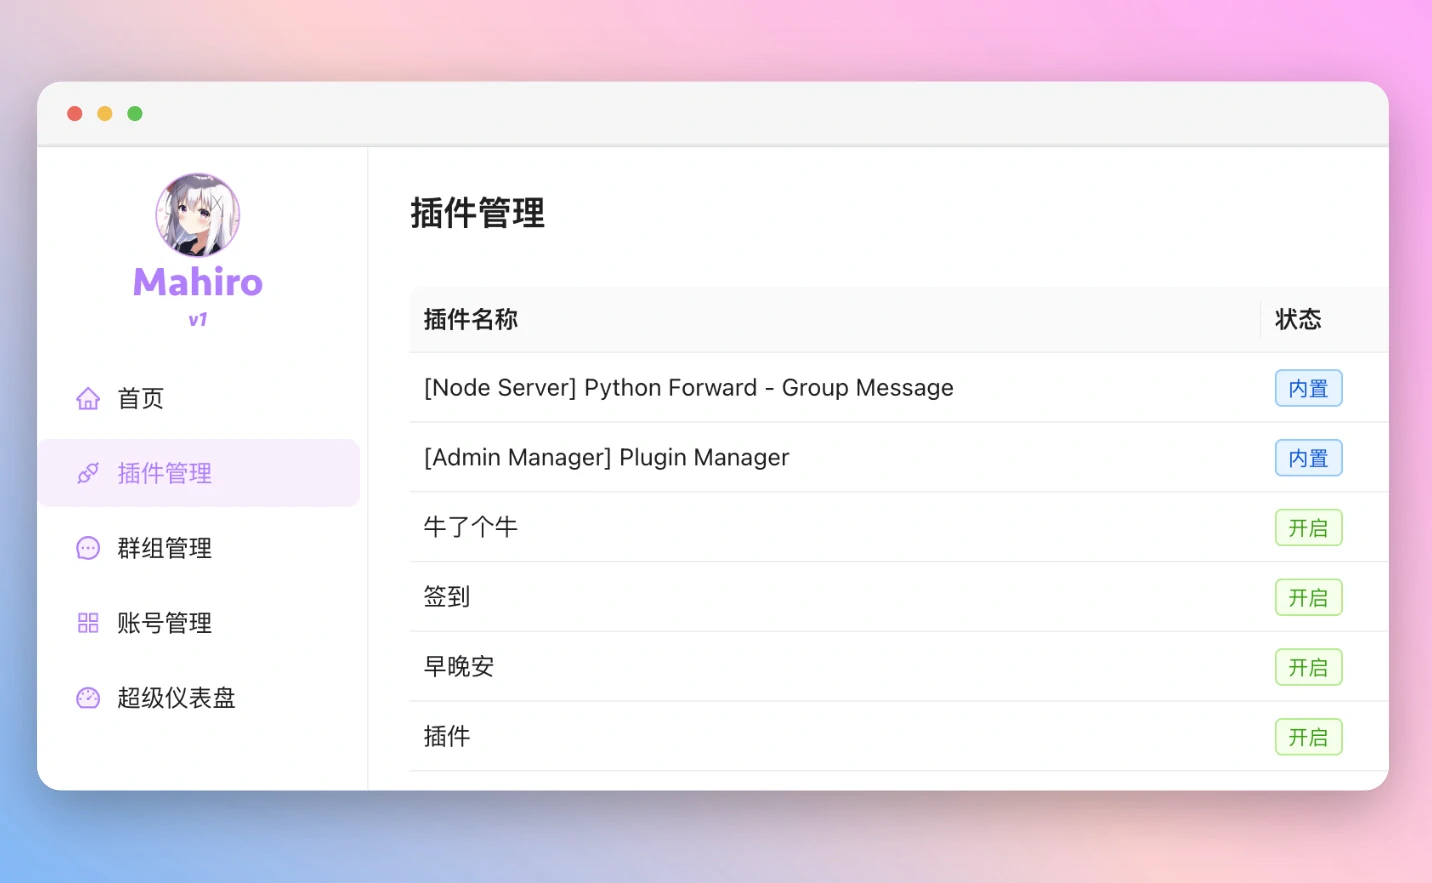 Mahiro
v1
首页
插件管理
群组管理
账号管理
超级仪表盘
插件管理
插件名称 状态
[Node Server] Python Forward - Group Message 内置
[Admin Manager] Plugin Manager 内置
牛了个牛 开启
签到 开启
早晚安 开启
插件 开启